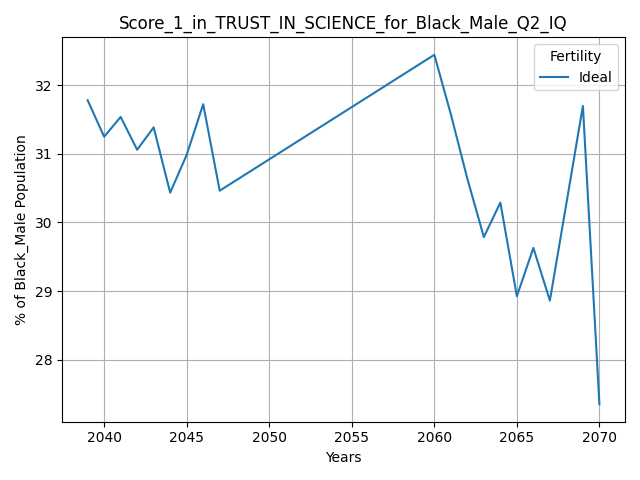 Score_1_in_TRUST_IN_SCIENCE_for_Black_Male_Q2_IQ
Fertility
Ideal
32
31
30
29
28
% of Black_Male Population
2040 2045 2050 2055 2060 2065 2070
Years